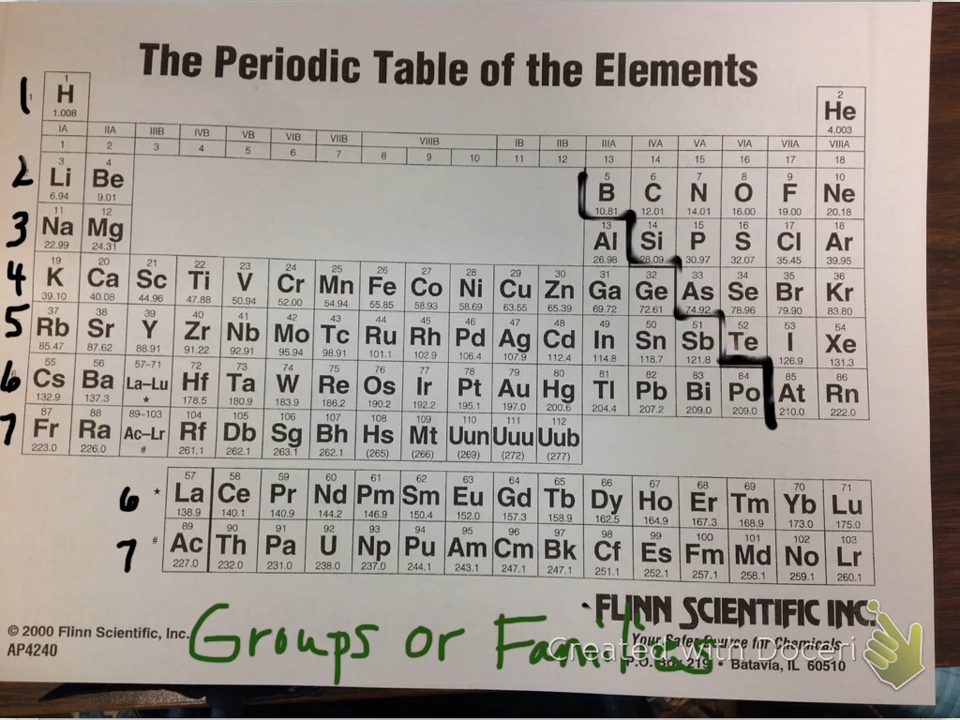 The Periodic Table of the Elements
1 1 2
1 H He
1.008 4.003
IA IIA IIIB IVB VB VIB VIIB VIIIB IB IIB IIIA IVA VA VIA VIIA VIIIA
1 2 3 4 5 6 7 8 9 10 11 12 13 14 15 16 17 18
3 4 5 6 7 8 9 10
2 Li Be B C N O F Ne
6.94 9.01 10.81 12.01 14.01 16.00 19.00 20.18
11 12 13 14 15 16 17 18
3 Na Mg Al Si P S Cl Ar
22.99 24.31 26.98 28.09 30.97 32.07 35.45 39.95
19 20 21 22 23 24 25 26 27 28 29 30 31 32 33 34 35 36
4 K Ca Sc Ti V Cr Mn Fe Co Ni Cu Zn Ga Ge As Se Br Kr
39.10 40.08 44.96 47.88 50.94 52.00 54.94 55.85 58.93 58.69 63.55 65.39 69.72 72.61 74.92 78.96 79.90 83.80
37 38 39 40 41 42 43 44 45 46 47 48 49 50 51 52 53 54
5 Rb Sr Y Zr Nb Mo Tc Ru Rh Pd Ag Cd In Sn Sb Te I Xe
85.47 87.62 88.91 91.22 92.91 95.94 98.91 101.1 102.9 106.4 107.9 112.4 114.8 118.7 121.8 126.9 131.3
55 56 57–71 72 73 74 75 76 77 78 79 80 81 82 83 84 85 86
6 Cs Ba La–Lu Hf Ta W Re Os Ir Pt Au Hg Tl Pb Bi Po At Rn
132.9 137.3 ★ 178.5 180.9 183.9 186.2 190.2 192.2 195.1 197.0 200.6 204.4 207.2 209.0 209.0 210.0 222.0
87 88 89–103 104 105 106 107 108 109 110 111 112
7 Fr Ra Ac–Lr Rf Db Sg Bh Hs Mt Uun Uuu Uub
223.0 226.0 # 261.1 262.1 263.1 262.1 (265) (266) (269) (272) (277)
57 58 59 60 61 62 63 64 65 66 67 68 69 70 71
6 ★ La Ce Pr Nd Pm Sm Eu Gd Tb Dy Ho Er Tm Yb Lu
138.9 140.1 140.9 144.2 146.9 150.4 152.0 157.3 158.9 162.5 164.9 167.3 168.9 173.0 175.0
89 90 91 92 93 94 95 96 97 98 99 100 101 102 103
7 # Ac Th Pa U Np Pu Am Cm Bk Cf Es Fm Md No Lr
227.0 232.0 231.0 238.0 237.0 244.1 243.1 247.1 247.1 251.1 252.1 257.1 258.1 259.1 260.1
FLINN SCIENTIFIC INC.
© 2000 Flinn Scientific, Inc.
AP4240
Groups or Families
Your Safer Source for Chemicals
Created with Doceri
P.O. Box 219 • Batavia, IL 60510